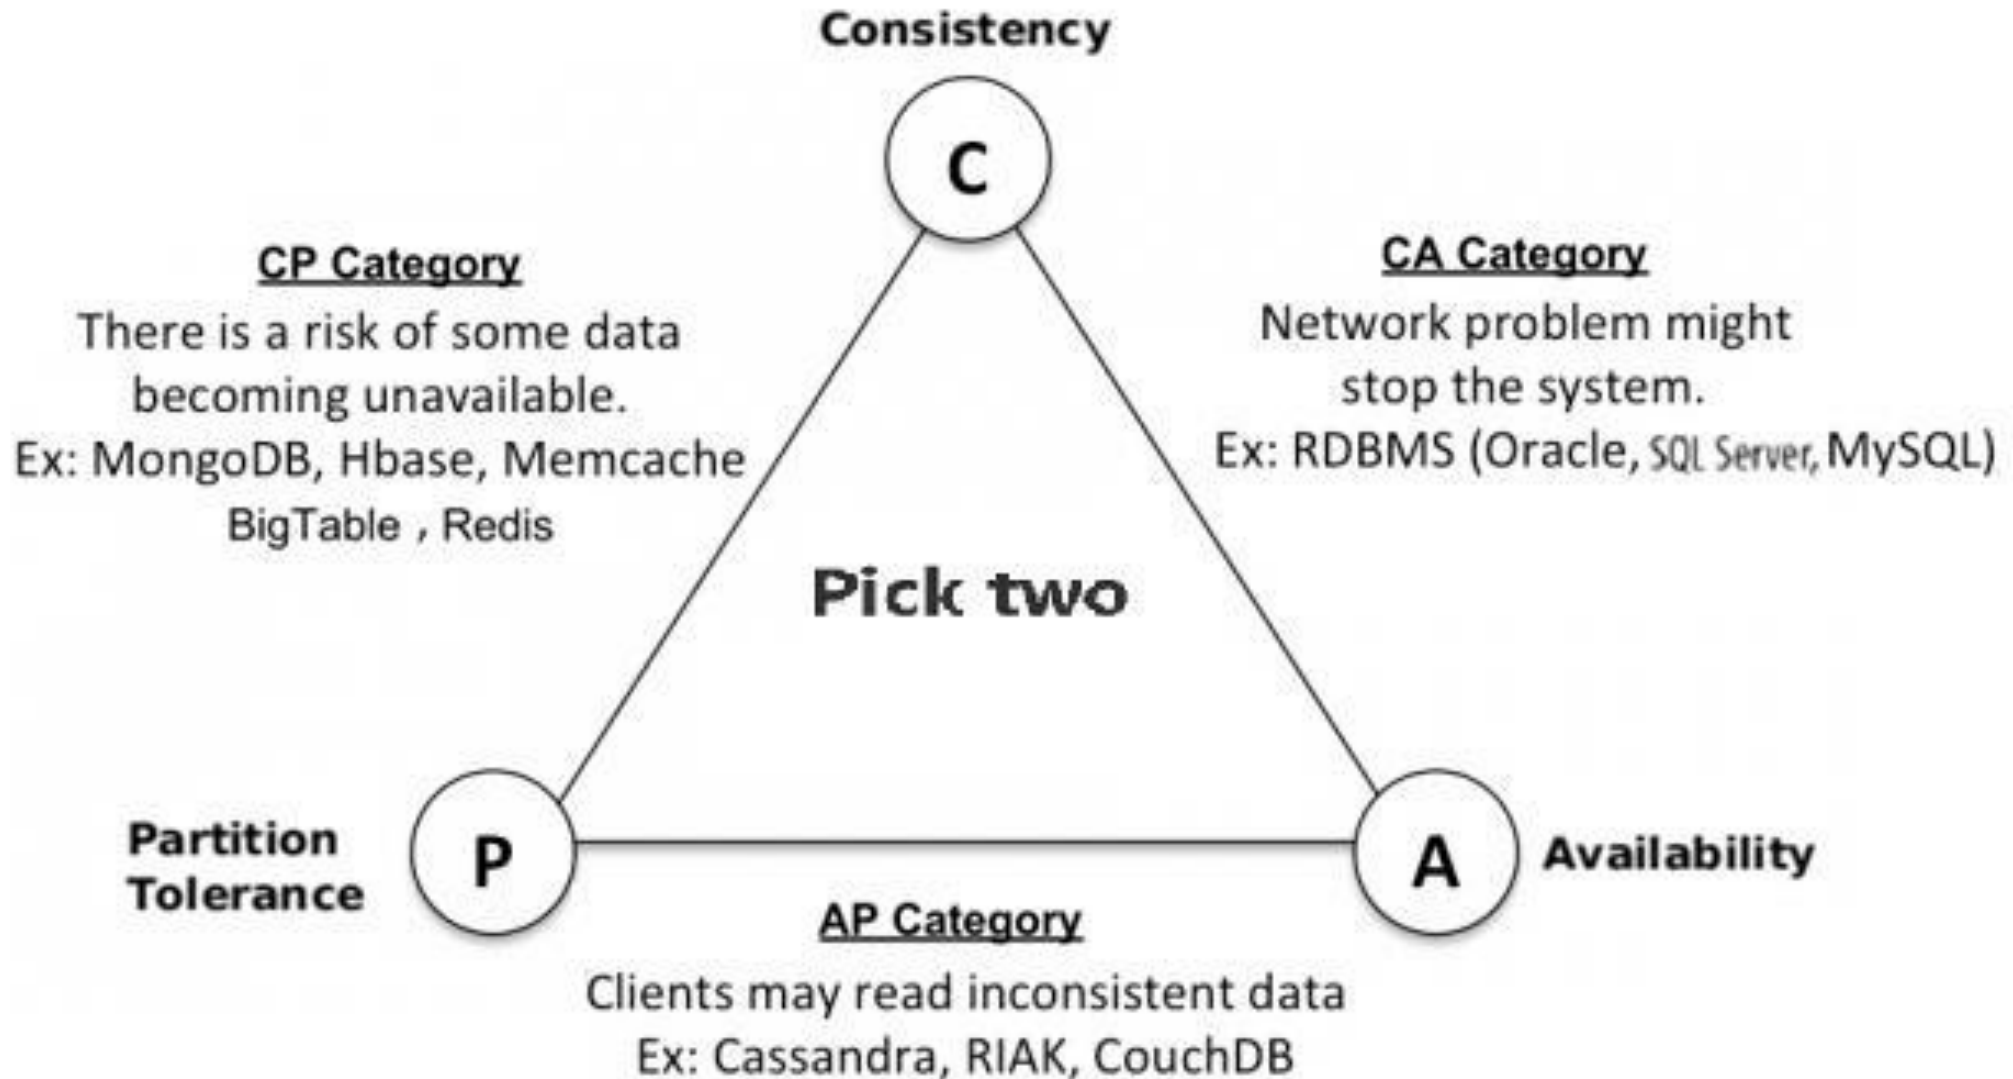 Consistency
C
CP Category
There is a risk of some data
becoming unavailable.
Ex: MongoDB, Hbase, Memcache
BigTable , Redis
CA Category
Network problem might
stop the system.
Ex: RDBMS (Oracle, SQL Server, MySQL)
Pick two
Partition
Tolerance
P
A
Availability
AP Category
Clients may read inconsistent data
Ex: Cassandra, RIAK, CouchDB